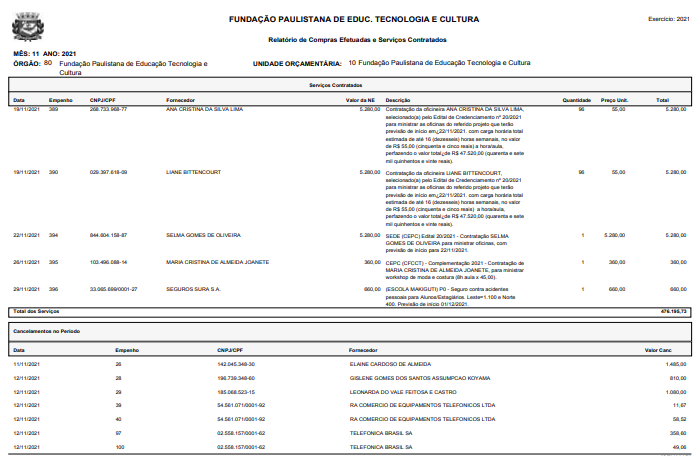 FUNDAÇÃO PAULISTANA DE EDUC. TECNOLOGIA E CULTURA
Exercício: 2021
Relatório de Compras Efetuadas e Serviços Contratados
MÊS: 11 ANO: 2021
ÓRGÃO: 80 Fundação Paulistana de Educação Tecnologia e Cultura
UNIDADE ORÇAMENTÁRIA: 10 Fundação Paulistana de Educação Tecnologia e Cultura
Serviços Contratados
Data Empenho CNPJ/CPF Fornecedor Valor da NE Descrição Quantidade Preço Unit. Total
19/11/2021 389 268.733.968-77 ANA CRISTINA DA SILVA LIMA 5.280,00 Contratação da oficineira ANA CRISTINA DA SILVA LIMA, 96 55,00 5.280,00
selecionado(a) pelo Edital de Credenciamento nº 20/2021
para ministrar as oficinas do referido projeto que terão
previsão de início em¿22/11/2021. com carga horária total
estimada de até 16 (dezesseis) horas semanais, no valor
de R$ 55,00 (cinquenta e cinco reais) a hora/aula,
perfazendo o valor total¿de R$ 47.520,00 (quarenta e sete
mil quinhentos e vinte reais).
19/11/2021 390 029.397.618-09 LIANE BITTENCOURT 5.280,00 Contratação da oficineira LIANE BITTENCOURT, 96 55,00 5.280,00
selecionado(a) pelo Edital de Credenciamento nº 20/2021
para ministrar as oficinas do referido projeto que terão
previsão de início em¿22/11/2021. com carga horária total
estimada de até 16 (dezesseis) horas semanais, no valor
de R$ 55,00 (cinquenta e cinco reais) a hora/aula,
perfazendo o valor total¿de R$ 47.520,00 (quarenta e sete
mil quinhentos e vinte reais).
22/11/2021 394 844.604.158-87 SELMA GOMES DE OLIVEIRA 5.280,00 SEDE (CEPC) Edital 20/2021 - Contratação SELMA 1 5.280,00 5.280,00
GOMES DE OLIVEIRA para ministrar oficinas, com
previsão de início para 22/11/2021.
26/11/2021 395 103.496.088-14 MARIA CRISTINA DE ALMEIDA JOANETE 360,00 CEPC (CFCCT) - Complementação 2021 - Contratação de 1 360,00 360,00
MARIA CRISTINA DE ALMEIDA JOANETE, para ministrar
workshop de moda e costura (8h aula x 45,00).
29/11/2021 396 33.065.699/0001-27 SEGUROS SURA S.A. 660,00 (ESCOLA MAKIGUTI) P0 - Seguro contra acidentes 1 660,00 660,00
pessoais para Alunos/Estagiários. Leste=1.100 e Norte
400. Previsão de início 01/12/2021.
Total dos Serviços 476.195,73
Cancelamentos no Período
Data Empenho CNPJ/CPF Fornecedor Valor Canc
11/11/2021 26 142.045.348-30 ELAINE CARDOSO DE ALMEIDA 1.485,00
12/11/2021 28 196.739.348-60 GISLENE GOMES DOS SANTOS ASSUMPCAO KOYAMA 810,00
12/11/2021 29 185.068.523-15 LEONARDA DO VALE FEITOSA E CASTRO 1.080,00
12/11/2021 39 54.561.071/0001-92 RA COMERCIO DE EQUIPAMENTOS TELEFONICOS LTDA 11,67
12/11/2021 40 54.561.071/0001-92 RA COMERCIO DE EQUIPAMENTOS TELEFONICOS LTDA 58,52
12/11/2021 97 02.558.157/0001-62 TELEFONICA BRASIL SA 358,60
12/11/2021 100 02.558.157/0001-62 TELEFONICA BRASIL SA 49,06